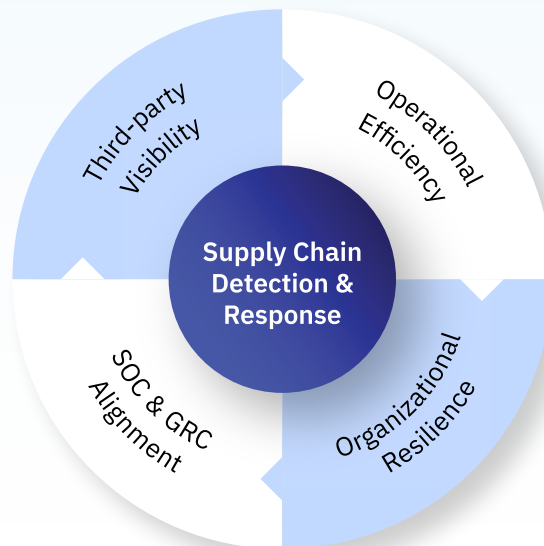 Third-party
Visibility
Operational
Efficiency
Supply Chain
Detection &
Response
SOC & GRC
Alignment
Organizational
Resilience